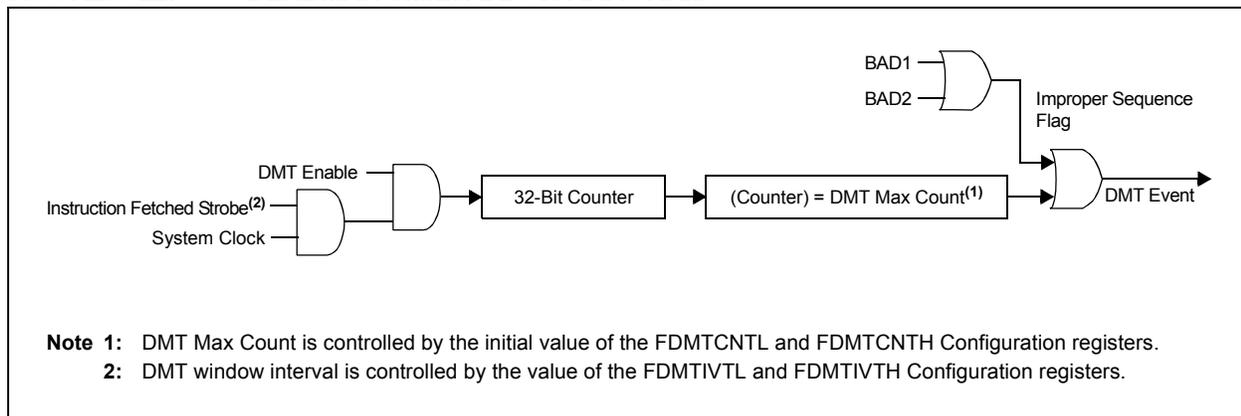 BAD1
BAD2
Improper Sequence
Flag
DMT Enable
Instruction Fetched Strobe(2)
System Clock
32-Bit Counter
(Counter) = DMT Max Count(1)
DMT Event
Note 1: DMT Max Count is controlled by the initial value of the FDMTCNTL and FDMTCNTH Configuration registers.
2: DMT window interval is controlled by the value of the FDMTIVTL and FDMTIVTH Configuration registers.